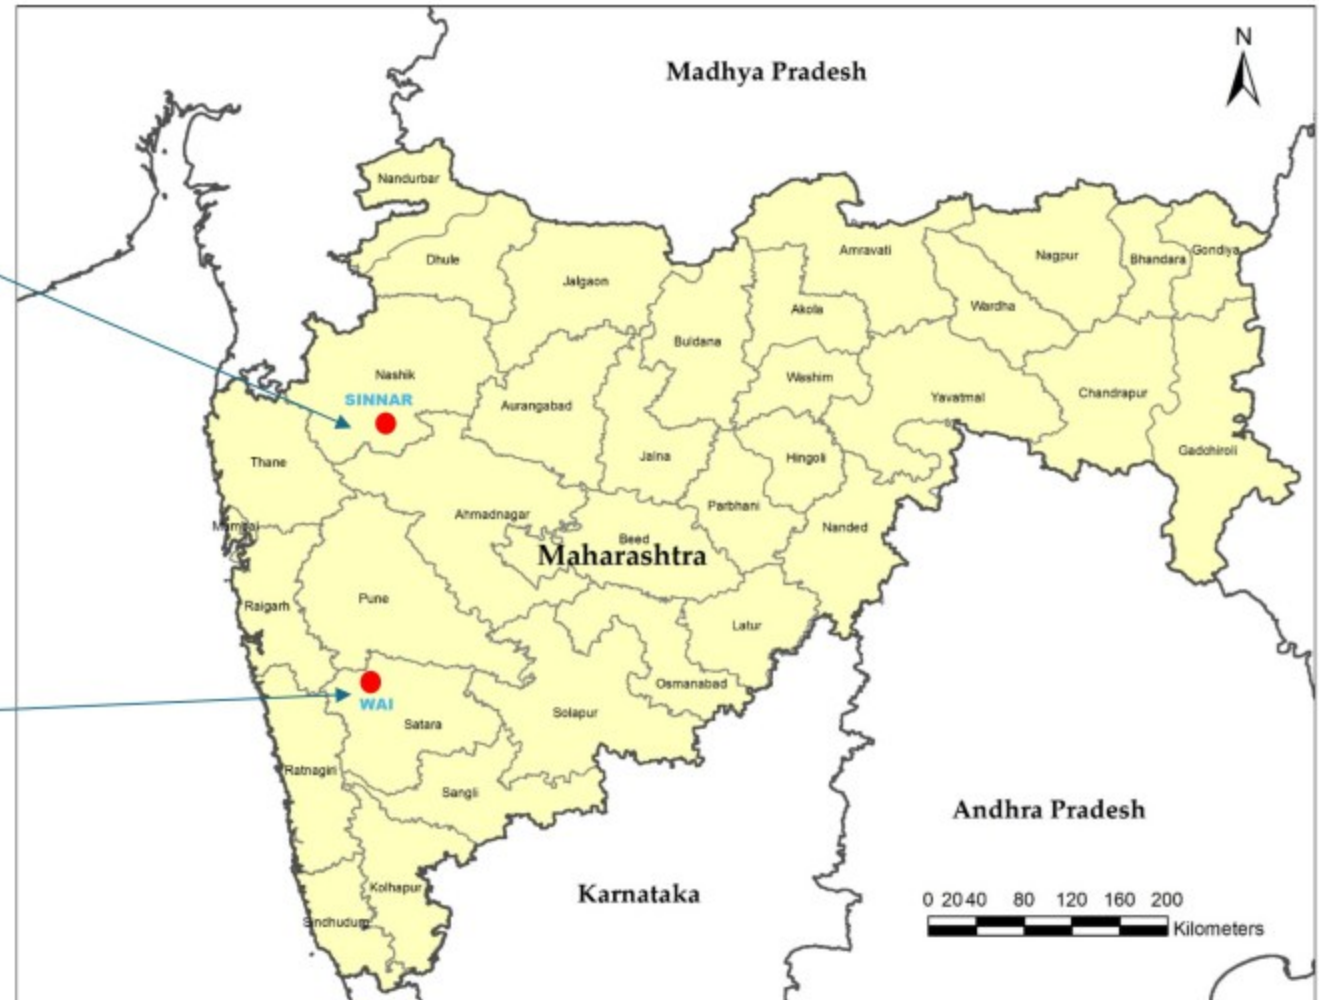 N
Madhya Pradesh
Nandurbar
Dhule
Jalgaon
Amravati
Nagpur
Bhandara
Gondiya
Akola
Wardha
Buldana
Nashik
SINNAR
Aurangabad
Washim
Yavatmal
Chandrapur
Thane
Jalna
Hingoli
Gadchiroli
Ahmadnagar
Parbhani
Mumbai
Nanded
Beed
Maharashtra
Raigarh
Pune
Latur
Osmanabad
WAI
Satara
Solapur
Ratnagiri
Sangli
Andhra Pradesh
Kolhapur
Karnataka
Sindhudurg
0 20 40 80 120 160 200
Kilometers